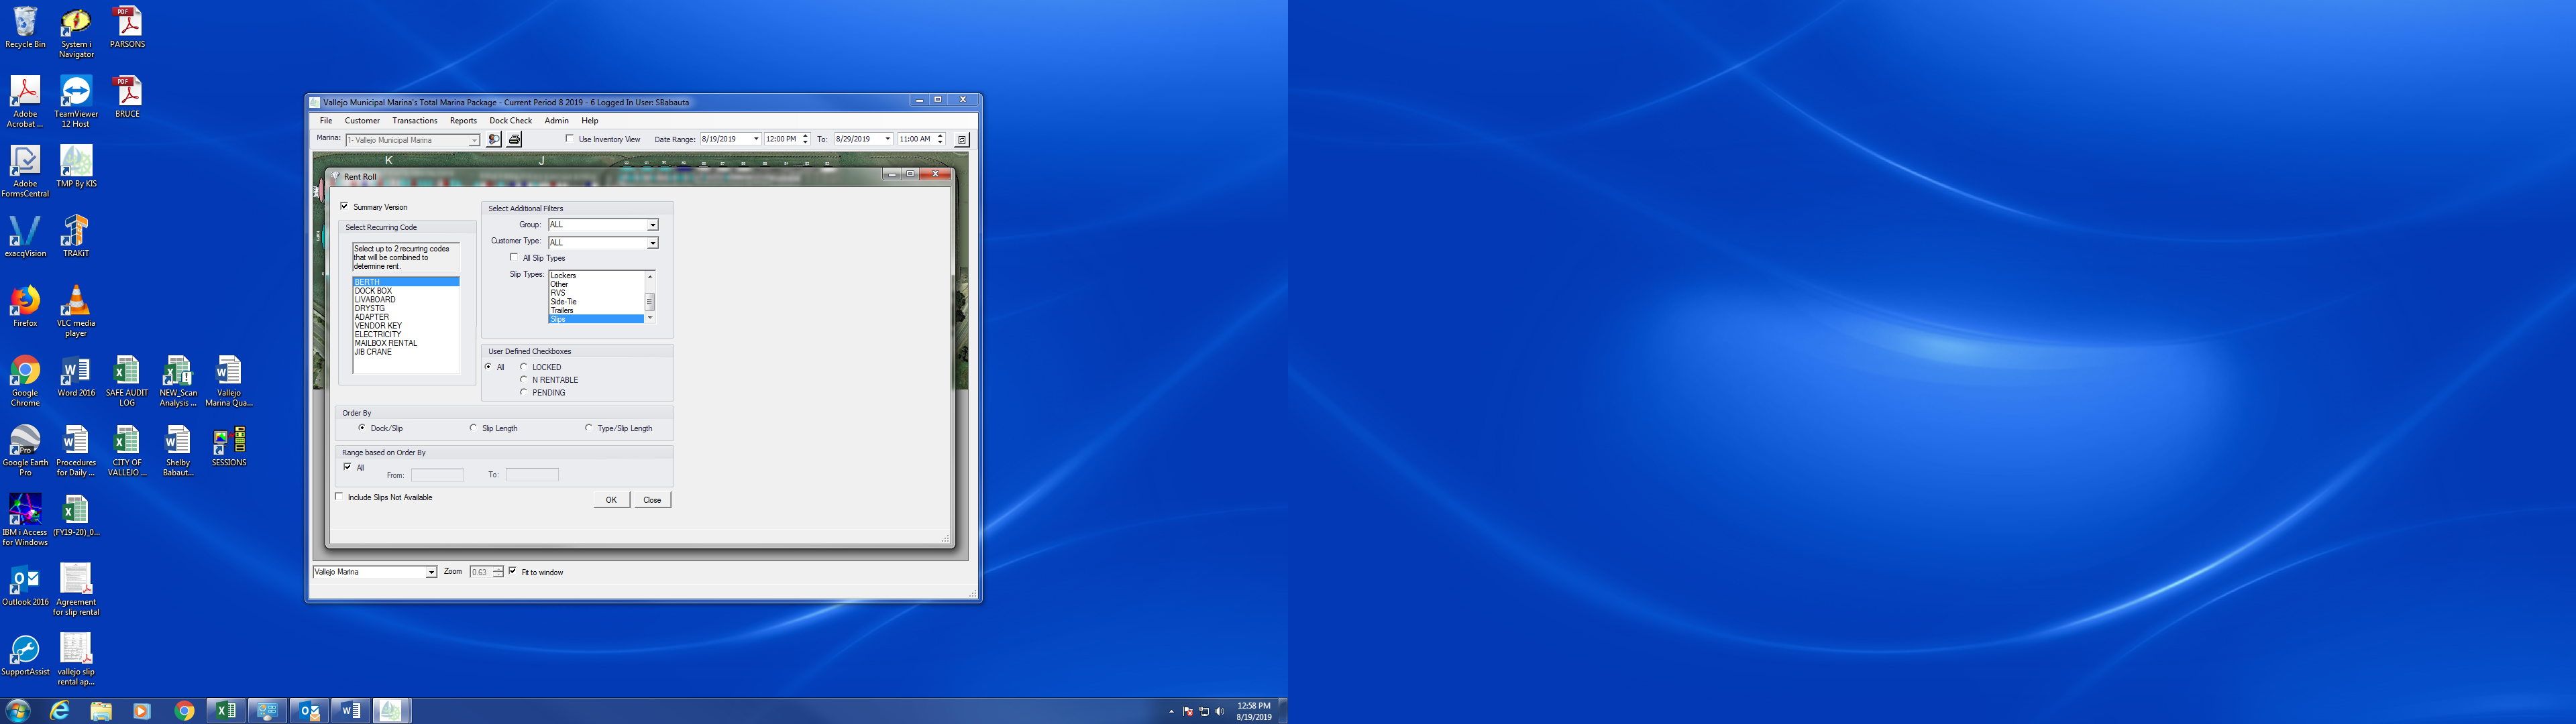 Recycle Bin
System i
Navigator
PARSONS
Adobe
Acrobat ...
TeamViewer
12 Host
BRUCE
Adobe
FormsCentral
TMP By KIS
exacqVision
TRAKiT
Firefox
VLC media
player
Google
Chrome
Word 2016
SAFE AUDIT
LOG
NEW_Scan
Analysis ...
Vallejo
Marina Qua...
Google Earth
Pro
Procedures
for Daily ...
CITY OF
VALLEJO ...
Shelby
Babaut...
SESSIONS
IBM i Access
for Windows
(FY19-20)_0...
Outlook 2016
Agreement
for slip rental
SupportAssist
vallejo slip
rental ap...
Vallejo Municipal Marina's Total Marina Package - Current Period 8 2019 - 6 Logged In User: SBabauta
File Customer Transactions Reports Dock Check Admin Help
Marina: 1- Vallejo Municipal Marina Use Inventory View Date Range: 8/19/2019 12:00 PM To: 8/29/2019 11:00 AM
K J
Rent Roll
Summary Version
Select Recurring Code
Select up to 2 recurring codes
that will be combined to
determine rent.
BERTH
DOCK BOX
LIVABOARD
DRYSTG
ADAPTER
VENDOR KEY
ELECTRICITY
MAILBOX RENTAL
JIB CRANE
Select Additional Filters
Group: ALL
Customer Type: ALL
All Slip Types
Slip Types: Lockers
Other
RVS
Side-Tie
Trailers
Slips
User Defined Checkboxes
All LOCKED
N RENTABLE
PENDING
Order By
Dock/Slip Slip Length Type/Slip Length
Range based on Order By
All From: To:
Include Slips Not Available OK Close
Vallejo Marina Zoom 0.63 Fit to window
12:58 PM
8/19/2019